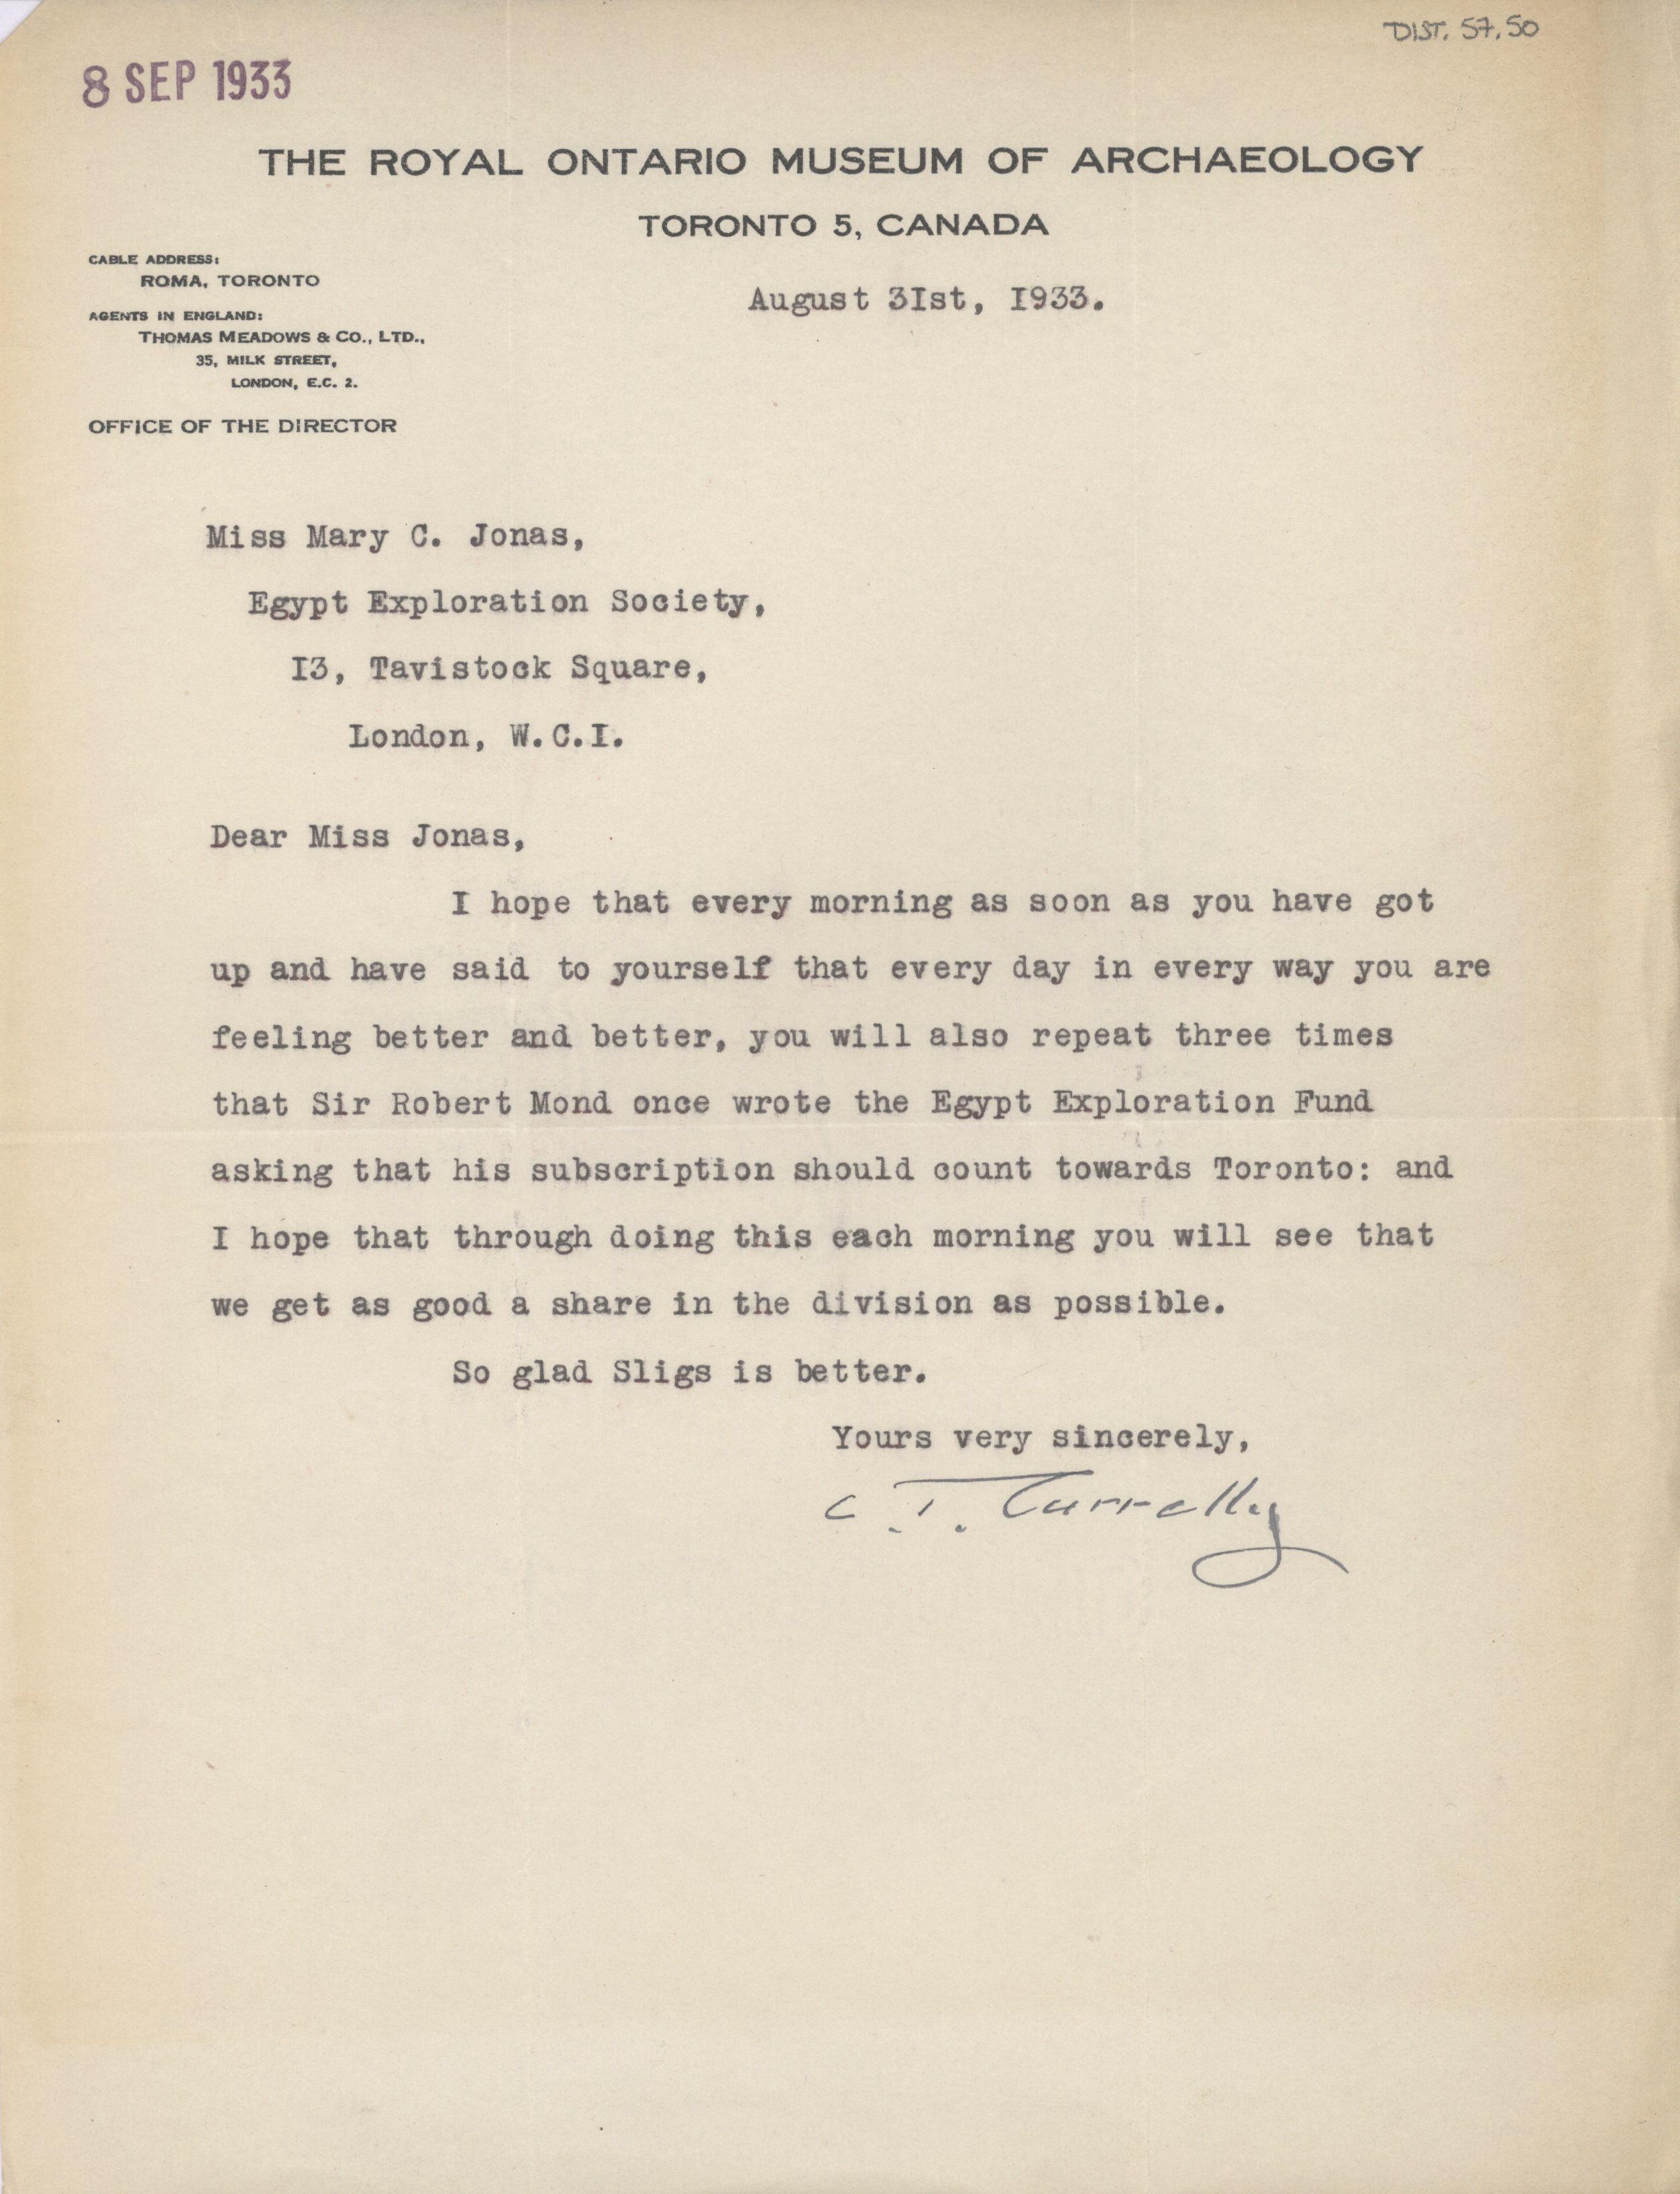 DIST. 57.50
8 SEP 1933
THE ROYAL ONTARIO MUSEUM OF ARCHAEOLOGY
TORONTO 5, CANADA
CABLE ADDRESS:
ROMA, TORONTO
August 3Ist, I933.
AGENTS IN ENGLAND:
THOMAS MEADOWS & CO., LTD.,
35, MILK STREET,
LONDON, E.C. 2.
OFFICE OF THE DIRECTOR
Miss Mary C. Jonas,
Egypt Exploration Society,
I3, Tavistock Square,
London, W.C.I.
Dear Miss Jonas,
I hope that every morning as soon as you have got
up and have said to yourself that every day in every way you are
feeling better and better, you will also repeat three times
that Sir Robert Mond once wrote the Egypt Exploration Fund
asking that his subscription should count towards Toronto: and
I hope that through doing this each morning you will see that
we get as good a share in the division as possible.
So glad Sligs is better.
Yours very sincerely,
C. T. Currelly